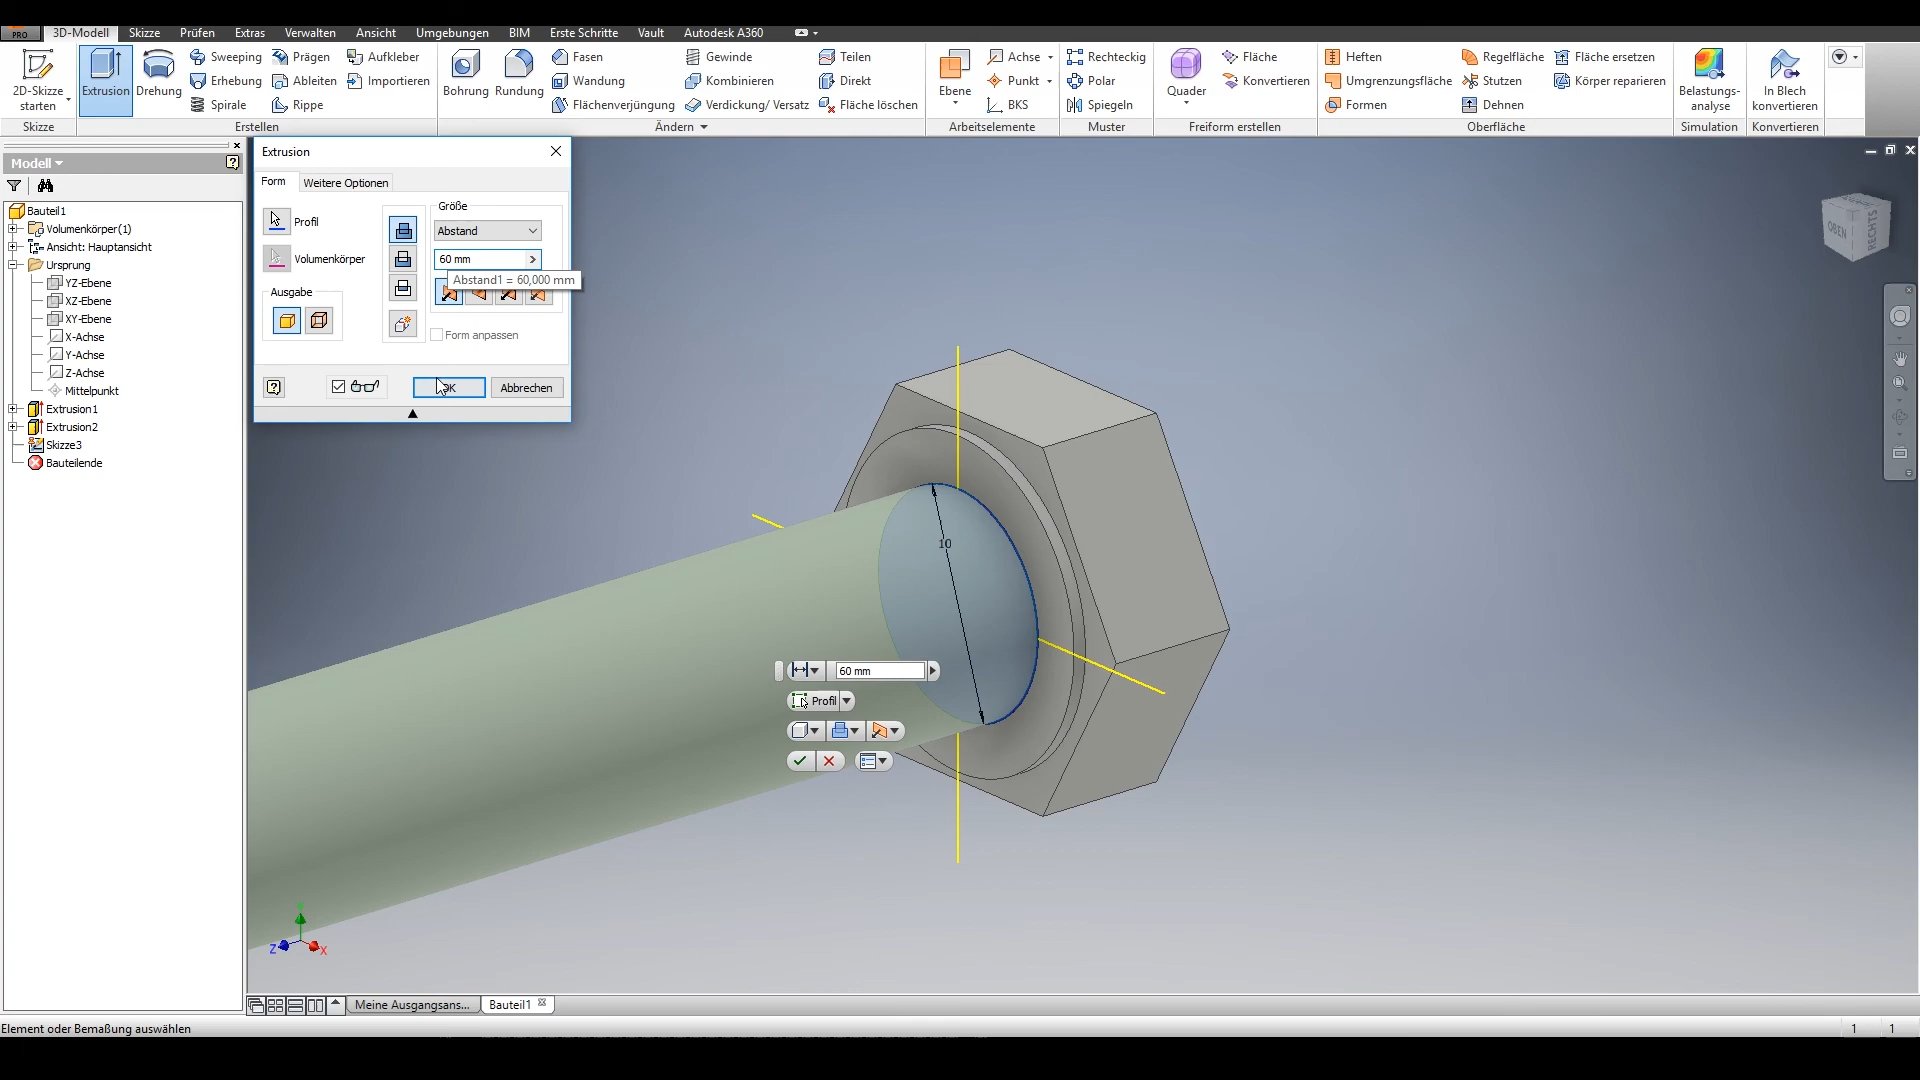 PRO
3D-Modell Skizze Prüfen Extras Verwalten Ansicht Umgebungen BIM Erste Schritte Vault Autodesk A360
2D-Skizze starten
Extrusion
Drehung
Sweeping
Erhebung
Spirale
Prägen
Ableiten
Rippe
Aufkleber
Importieren
Bohrung
Rundung
Fasen
Wandung
Flächenverjüngung
Gewinde
Kombinieren
Verdickung/ Versatz
Teilen
Direkt
Fläche löschen
Ebene
Achse
Punkt
BKS
Rechteckig
Polar
Spiegeln
Quader
Fläche
Konvertieren
Heften
Umgrenzungsfläche
Formen
Regelfläche
Stutzen
Dehnen
Fläche ersetzen
Körper reparieren
Belastungs-
analyse
In Blech
konvertieren
Skizze Erstellen Ändern Arbeitselemente Muster Freiform erstellen Oberfläche Simulation Konvertieren
Modell
Bauteil1
Volumenkörper(1)
Ansicht: Hauptansicht
Ursprung
YZ-Ebene
XZ-Ebene
XY-Ebene
X-Achse
Y-Achse
Z-Achse
Mittelpunkt
Extrusion1
Extrusion2
Skizze3
Bauteilende
Extrusion
Form Weitere Optionen
Profil
Volumenkörper
Ausgabe
Größe
Abstand
60 mm
Abstand1 = 60,000 mm
Form anpassen
OK
Abbrechen
OBEN
RECHTS
10
60 mm
Profil
Z
X
Meine Ausgangsans...
Bauteil1
Element oder Bemaßung auswählen
1 1